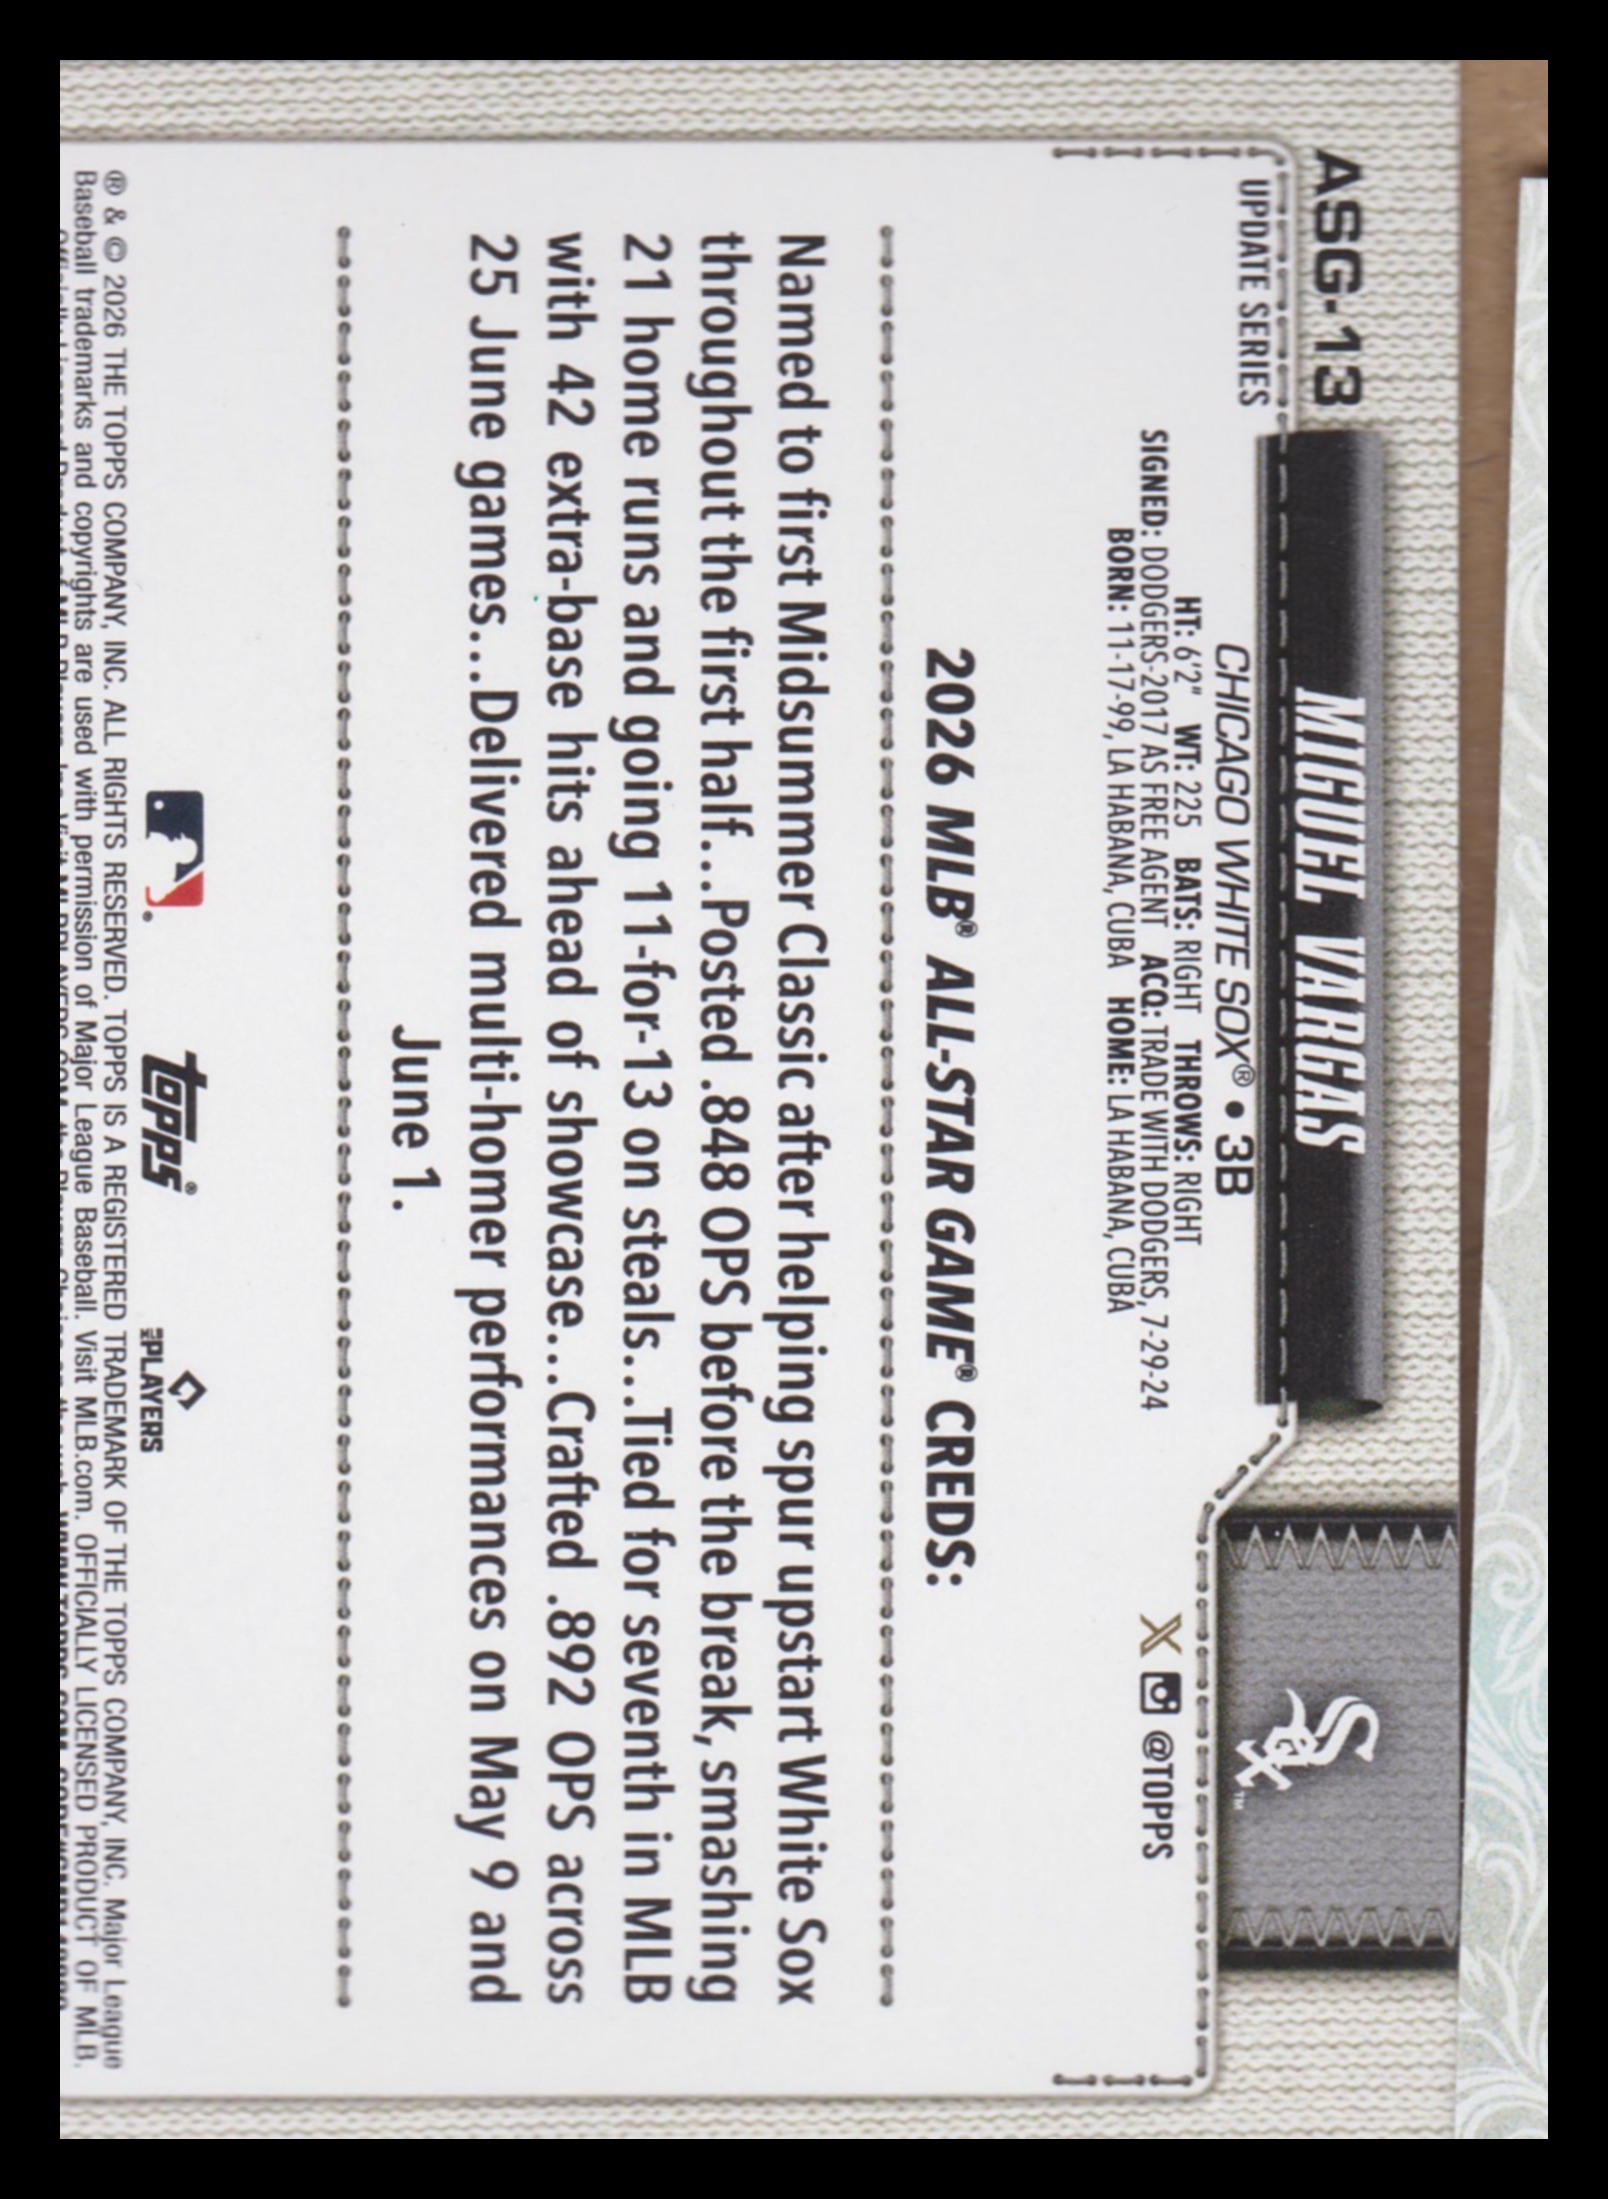 ASG-13
UPDATE SERIES
MIGUEL VARGAS
CHICAGO WHITE SOX® • 3B
HT: 6'2" WT: 225 BATS: RIGHT THROWS: RIGHT
SIGNED: DODGERS-2017 AS FREE AGENT ACQ: TRADE WITH DODGERS, 7-29-24
BORN: 11-17-99, LA HABANA, CUBA HOME: LA HABANA, CUBA
Sox™
X @TOPPS
2026 MLB® ALL-STAR GAME® CREDS:
Named to first Midsummer Classic after helping spur upstart White Sox
throughout the first half...Posted .848 OPS before the break, smashing
21 home runs and going 11-for-13 on steals...Tied for seventh in MLB
with 42 extra-base hits ahead of showcase...Crafted .892 OPS across
25 June games...Delivered multi-homer performances on May 9 and
June 1.
topps®
MLB PLAYERS
® & © 2026 THE TOPPS COMPANY, INC. ALL RIGHTS RESERVED. TOPPS IS A REGISTERED TRADEMARK OF THE TOPPS COMPANY, INC. Major League
Baseball trademarks and copyrights are used with permission of Major League Baseball. Visit MLB.com. OFFICIALLY LICENSED PRODUCT OF MLB